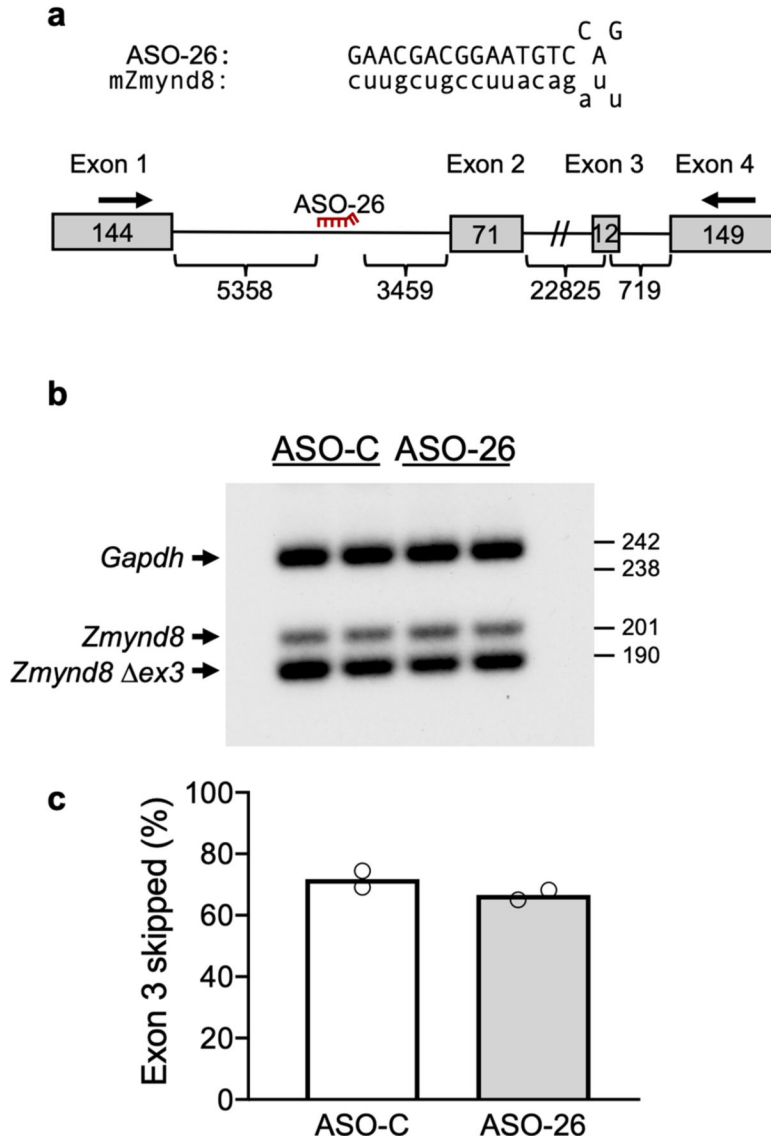 a
C G
ASO-26: GAACGACGGAATGTC A
mZmynd8: cuugcugccuuacag u
a u
Exon 1 Exon 2 Exon 3 Exon 4
ASO-26
144 71 // 12 149
5358 3459 22825 719
b
ASO-C ASO-26
Gapdh 242
238
Zmynd8 201
190
Zmynd8 Δex3
c
Exon 3 skipped (%)
100
80
60
40
20
0
ASO-C ASO-26